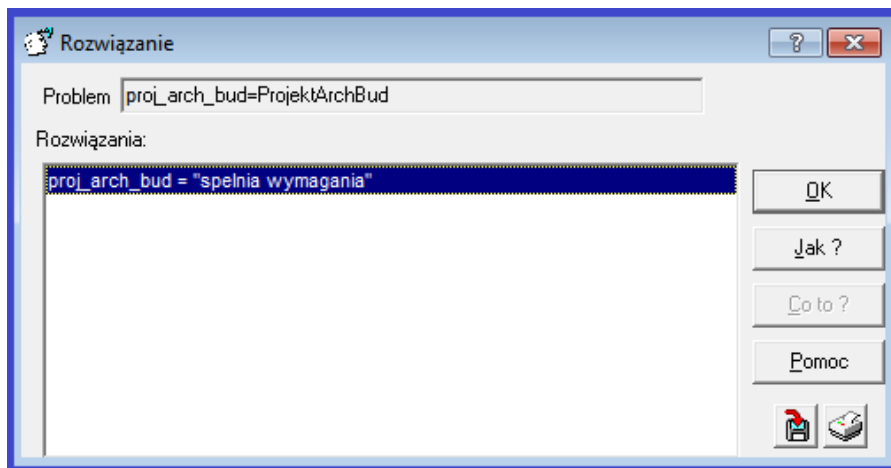 Rozwiązanie
Problem proj_arch_bud=ProjektArchBud
Rozwiązania:
proj_arch_bud = "spelnia wymagania"
OK
Jak ?
Co to ?
Pomoc